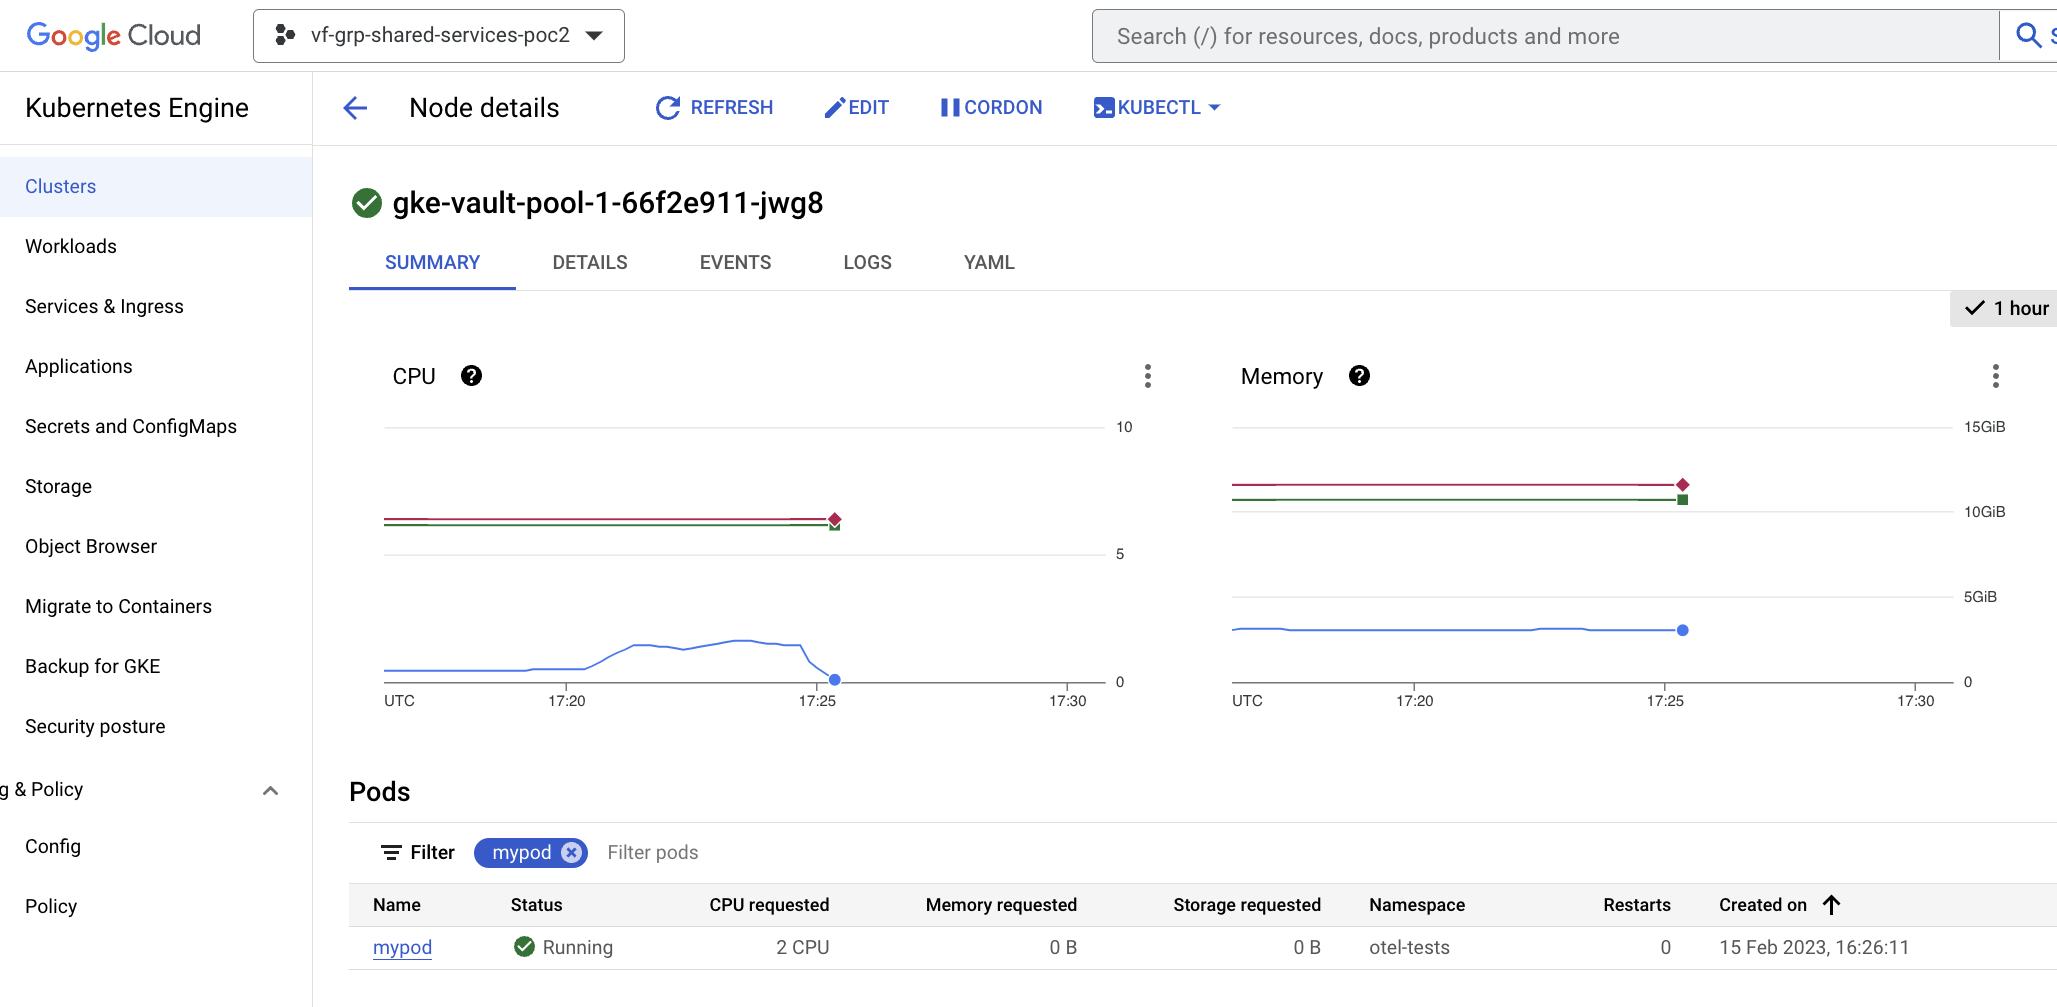 Google Cloud
vf-grp-shared-services-poc2
Search (/) for resources, docs, products and more
S
Kubernetes Engine
Node details
REFRESH
EDIT
CORDON
KUBECTL
Clusters
Workloads
Services & Ingress
Applications
Secrets and ConfigMaps
Storage
Object Browser
Migrate to Containers
Backup for GKE
Security posture
g & Policy
Config
Policy
gke-vault-pool-1-66f2e911-jwg8
SUMMARY DETAILS EVENTS LOGS YAML
1 hour
CPU ?
10
5
0
UTC 17:20 17:25 17:30
Memory ?
15GiB
10GiB
5GiB
0
UTC 17:20 17:25 17:30
Pods
Filter mypod Filter pods
Name Status CPU requested Memory requested Storage requested Namespace Restarts Created on
mypod Running 2 CPU 0 B 0 B otel-tests 0 15 Feb 2023, 16:26:11